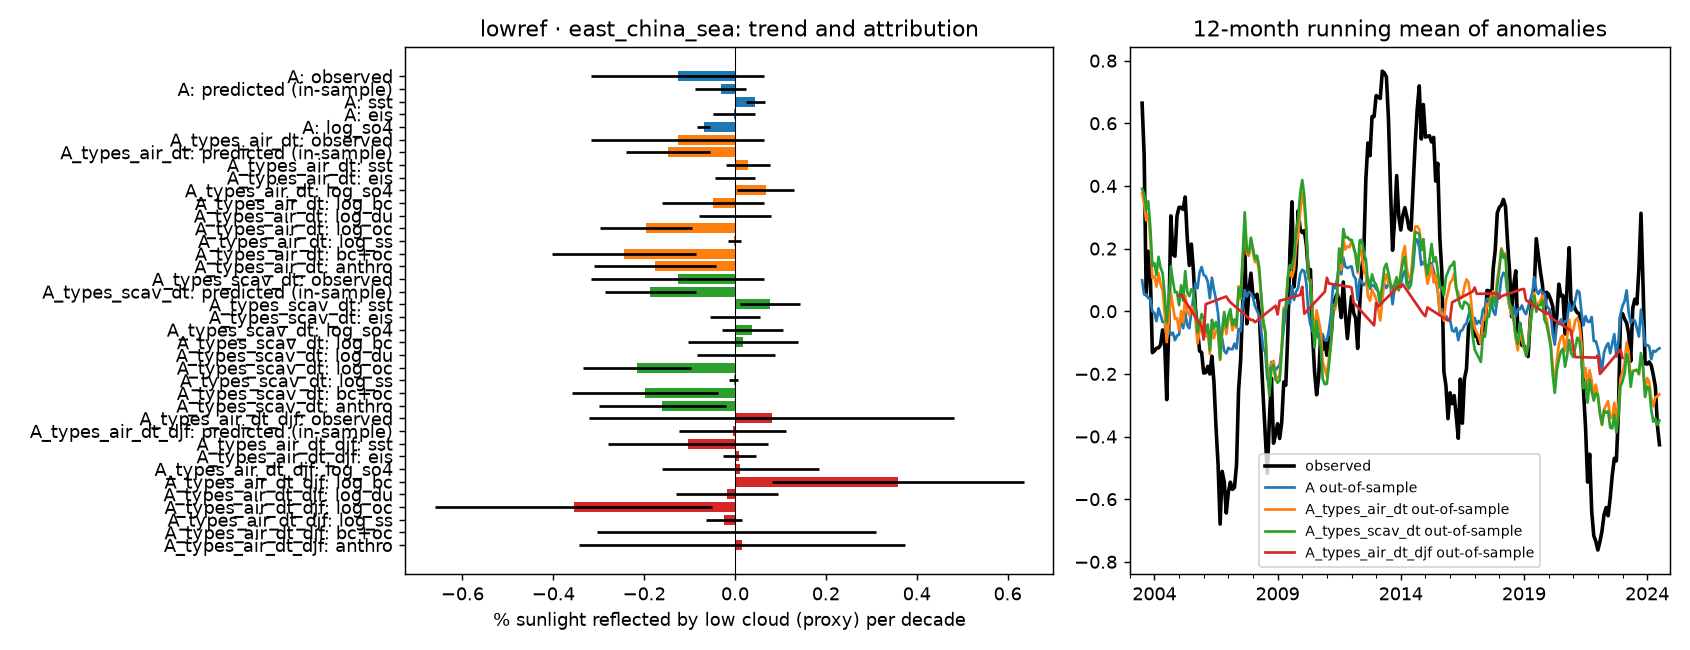 lowref · east_china_sea: trend and attribution
A: observed
A: predicted (in-sample)
A: sst
A: eis
A: log_so4
A_types_air_dt: observed
A_types_air_dt: predicted (in-sample)
A_types_air_dt: sst
A_types_air_dt: eis
A_types_air_dt: log_so4
A_types_air_dt: log_bc
A_types_air_dt: log_du
A_types_air_dt: log_oc
A_types_air_dt: log_ss
A_types_air_dt: bc+oc
A_types_air_dt: anthro
A_types_scav_dt: observed
A_types_scav_dt: predicted (in-sample)
A_types_scav_dt: sst
A_types_scav_dt: eis
A_types_scav_dt: log_so4
A_types_scav_dt: log_bc
A_types_scav_dt: log_du
A_types_scav_dt: log_oc
A_types_scav_dt: log_ss
A_types_scav_dt: bc+oc
A_types_scav_dt: anthro
A_types_air_dt_djf: observed
A_types_air_dt_djf: predicted (in-sample)
A_types_air_dt_djf: sst
A_types_air_dt_djf: eis
A_types_air_dt_djf: log_so4
A_types_air_dt_djf: log_bc
A_types_air_dt_djf: log_du
A_types_air_dt_djf: log_oc
A_types_air_dt_djf: log_ss
A_types_air_dt_djf: bc+oc
A_types_air_dt_djf: anthro
−0.6 −0.4 −0.2 0.0 0.2 0.4 0.6
% sunlight reflected by low cloud (proxy) per decade
12-month running mean of anomalies
0.8
0.6
0.4
0.2
0.0
−0.2
−0.4
−0.6
−0.8
observed
A out-of-sample
A_types_air_dt out-of-sample
A_types_scav_dt out-of-sample
A_types_air_dt_djf out-of-sample
2004 2009 2014 2019 2024